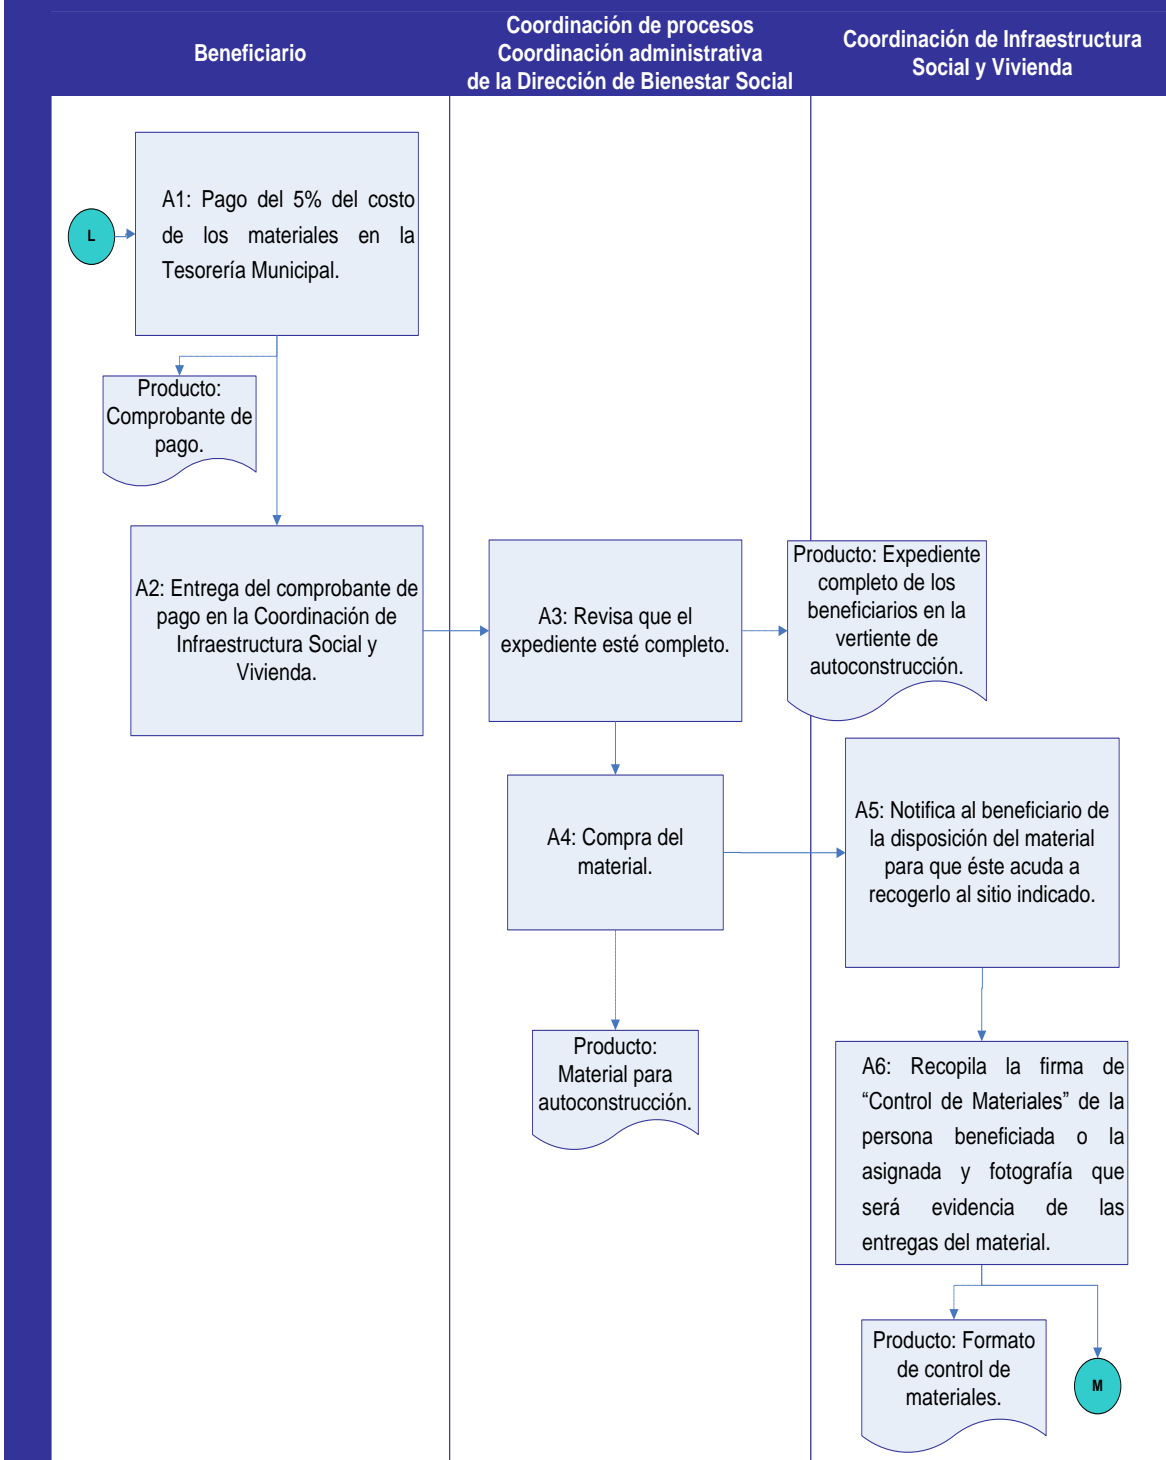 Beneficiario
Coordinación de procesos
Coordinación administrativa
de la Dirección de Bienestar Social
Coordinación de Infraestructura
Social y Vivienda
L
A1: Pago del 5% del costo
de los materiales en la
Tesorería Municipal.
Producto:
Comprobante de
pago.
A2: Entrega del comprobante de
pago en la Coordinación de
Infraestructura Social y
Vivienda.
A3: Revisa que el
expediente esté completo.
Producto: Expediente
completo de los
beneficiarios en la
vertiente de
autoconstrucción.
A4: Compra del
material.
A5: Notifica al beneficiario de
la disposición del material
para que éste acuda a
recogerlo al sitio indicado.
Producto:
Material para
autoconstrucción.
A6: Recopila la firma de
“Control de Materiales” de la
persona beneficiada o la
asignada y fotografía que
será evidencia de las
entregas del material.
Producto: Formato
de control de
materiales.
M